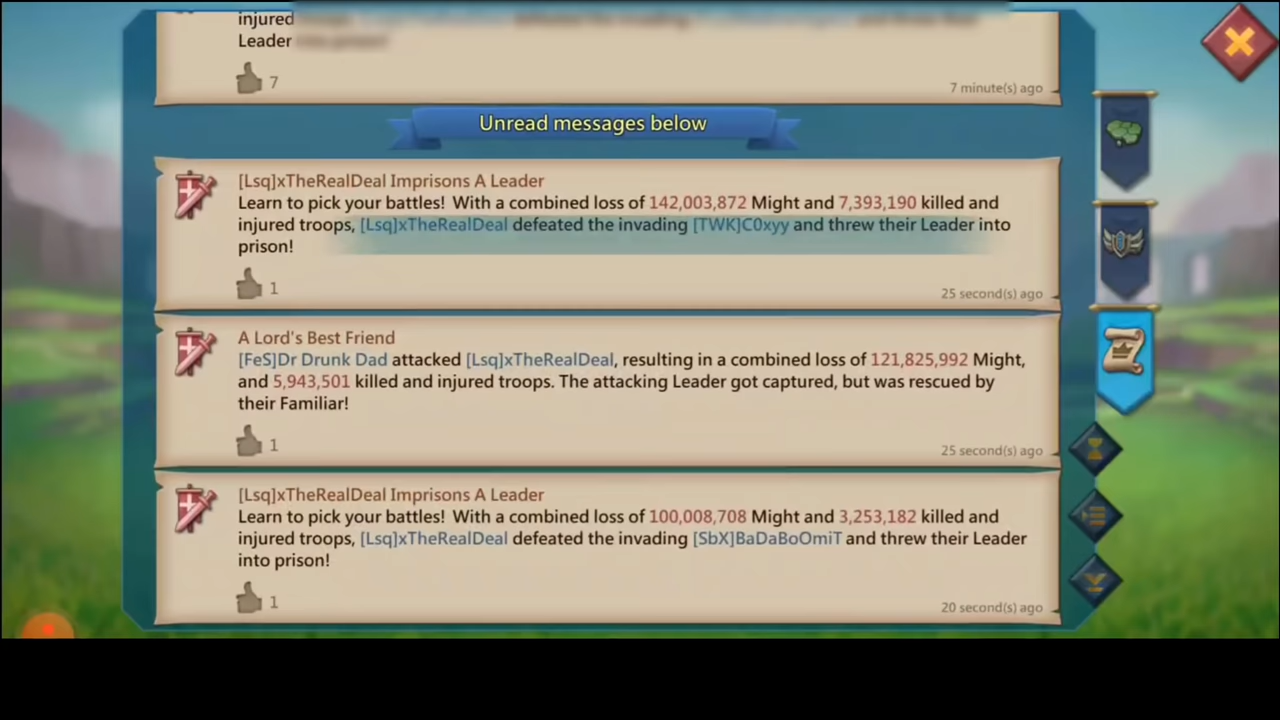 injured
Leader
7
7 minute(s) ago
Unread messages below
[Lsq]xTheRealDeal Imprisons A Leader
Learn to pick your battles! With a combined loss of 142,003,872 Might and 7,393,190 killed and
injured troops, [Lsq]xTheRealDeal defeated the invading [TWK]C0xyy and threw their Leader into
prison!
1
25 second(s) ago
A Lord's Best Friend
[FeS]Dr Drunk Dad attacked [Lsq]xTheRealDeal, resulting in a combined loss of 121,825,992 Might,
and 5,943,501 killed and injured troops. The attacking Leader got captured, but was rescued by
their Familiar!
1
25 second(s) ago
[Lsq]xTheRealDeal Imprisons A Leader
Learn to pick your battles! With a combined loss of 100,008,708 Might and 3,253,182 killed and
injured troops, [Lsq]xTheRealDeal defeated the invading [SbX]BaDaBoOmiT and threw their Leader
into prison!
1
20 second(s) ago